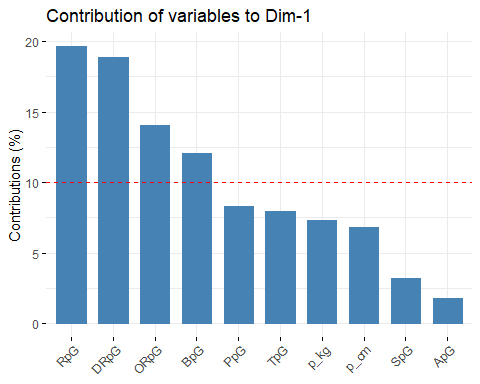 Contribution of variables to Dim-1
Contributions (%)
20
15
10
5
0
RpG
DRpG
ORpG
BpG
PpG
TpG
p_kg
p_cm
SpG
ApG